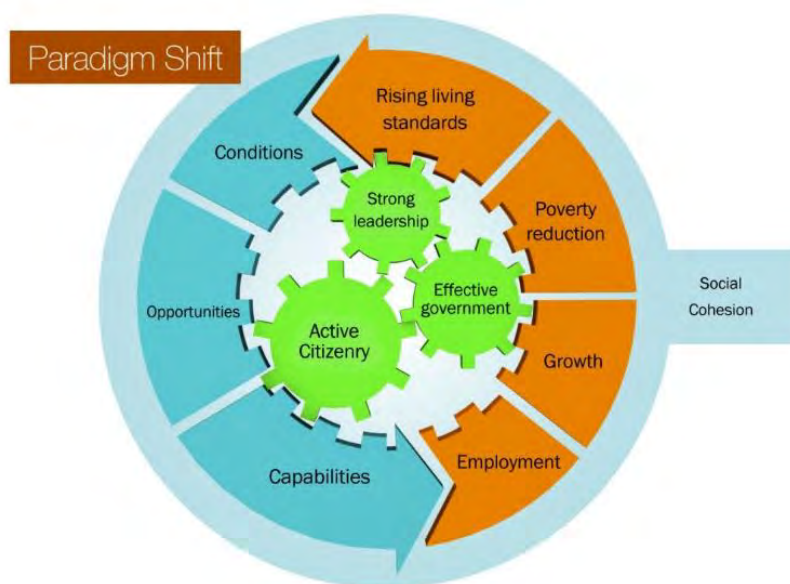 Paradigm Shift
Rising living
standards
Conditions
Strong
leadership
Poverty
reduction
Effective
government
Social
Cohesion
Opportunities
Active
Citizenry
Growth
Employment
Capabilities